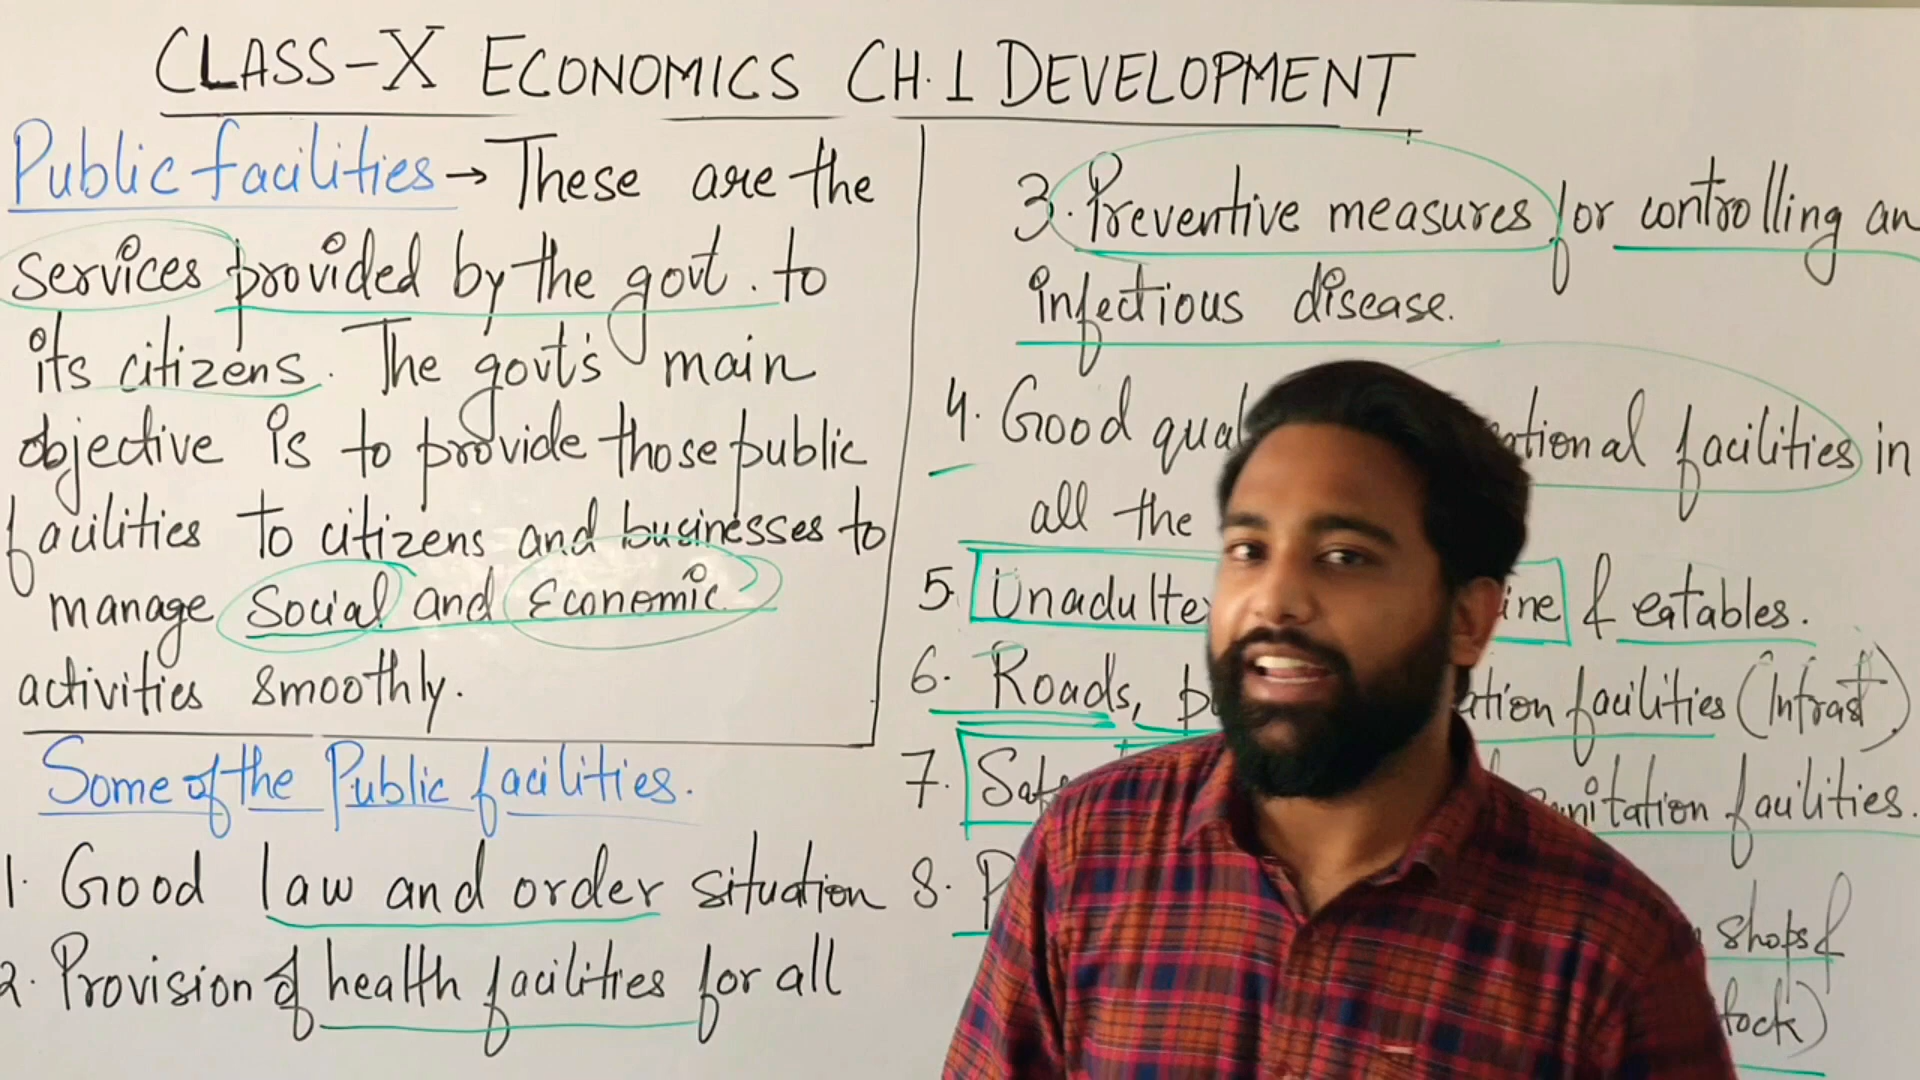 CLASS-X ECONOMICS CH.1 DEVELOPMENT
Public facilities → These are the
services provided by the govt. to
its citizens. The govt's main
objective is to provide those public
facilities to citizens and businesses to
manage Social and Economic
activities smoothly.
Some of the Public facilities.
1. Good law and order situation
2. Provision of health facilities for all
3. Preventive measures for controlling an
infectious disease.
4. Good facilities in
all the
5. & eatables.
6. Roads, facilities (Infrast)
7. facilities.
8. shops &